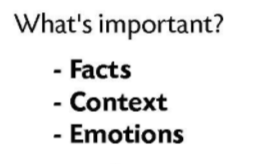 What's important?
- Facts
- Context
- Emotions